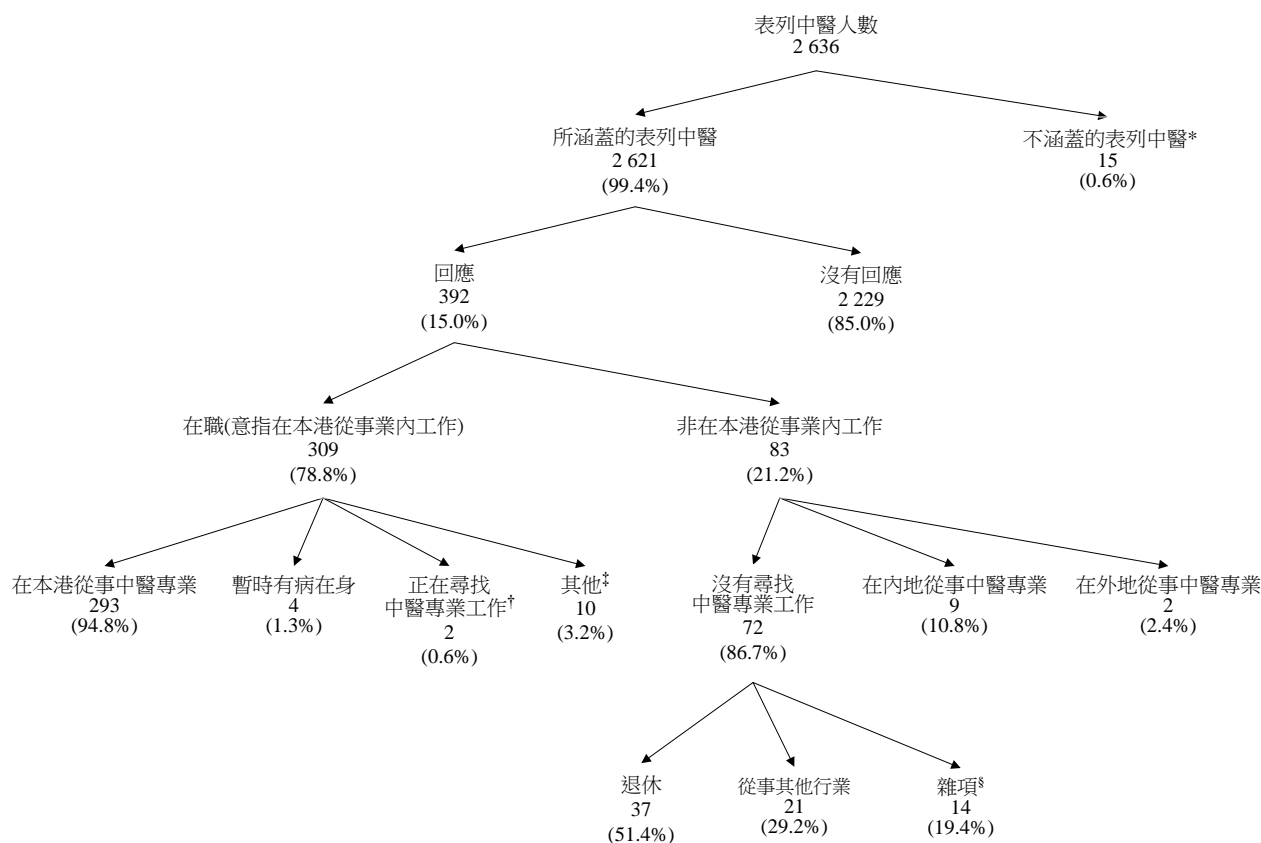 表列中醫人數
2 636
所涵蓋的表列中醫
2 621
(99.4%)
不涵蓋的表列中醫*
15
(0.6%)
回應
392
(15.0%)
沒有回應
2 229
(85.0%)
在職(意指在本港從事業內工作)
309
(78.8%)
非在本港從事業內工作
83
(21.2%)
在本港從事中醫專業
293
(94.8%)
暫時有病在身
4
(1.3%)
正在尋找
中醫專業工作†
2
(0.6%)
其他‡
10
(3.2%)
沒有尋找
中醫專業工作
72
(86.7%)
在內地從事中醫專業
9
(10.8%)
在外地從事中醫專業
2
(2.4%)
退休
37
(51.4%)
從事其他行業
21
(29.2%)
雜項§
14
(19.4%)